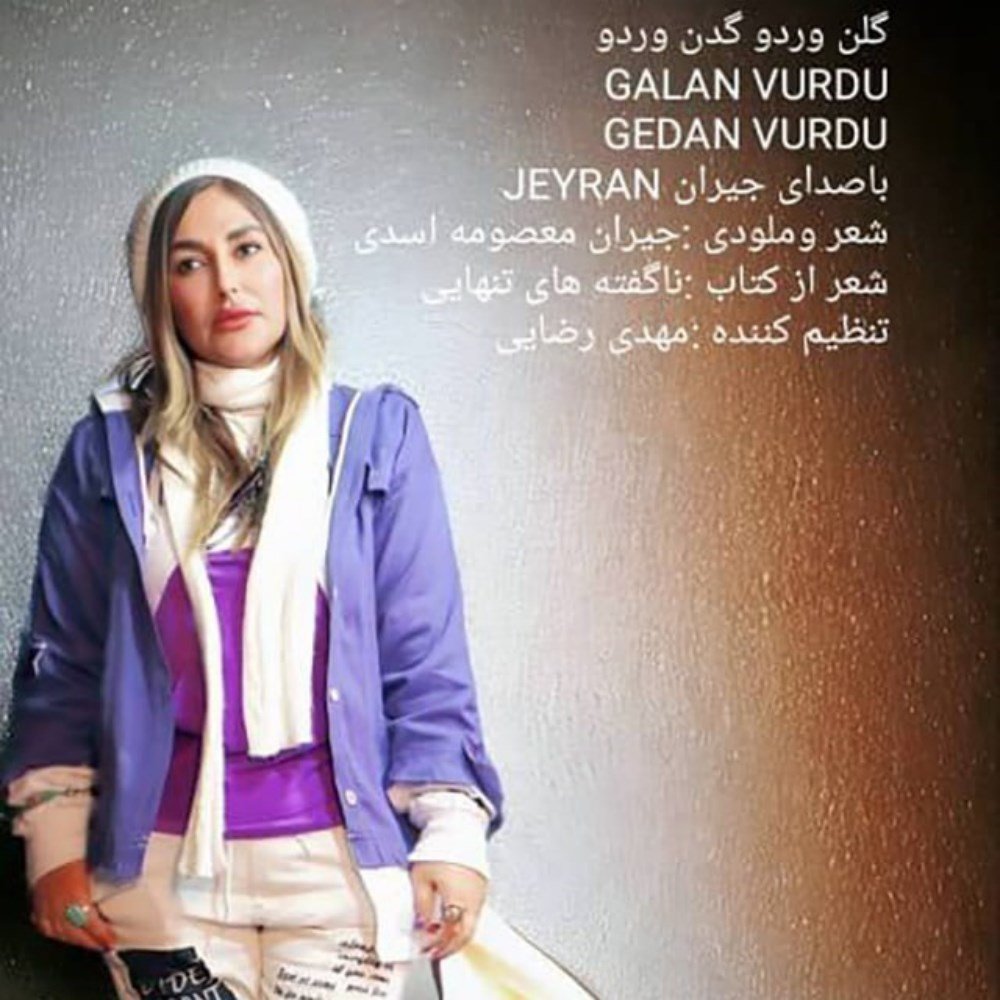 گلن وردو گدن وردو
GALAN VURDU
GEDAN VURDU
باصدای جیران JEYRAN
شعر وملودی :جیران معصومه اسدی
شعر از کتاب :ناگفته های تنهایی
تنظیم کننده :مهدی رضایی